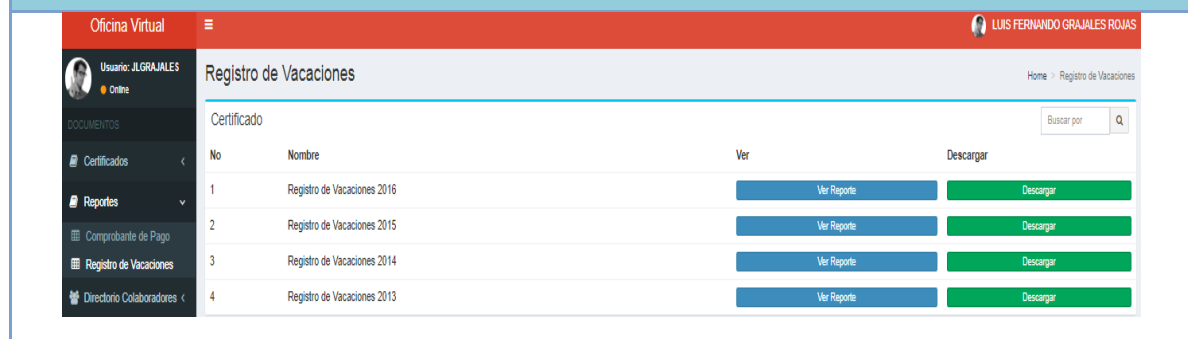 Oficina Virtual
LUIS FERNANDO GRAJALES ROJAS
Usuario: JLGRAJALES
Online
Registro de Vacaciones
Home > Registro de Vacaciones
DOCUMENTOS
Certificados
Reportes
Comprobante de Pago
Registro de Vacaciones
Directorio Colaboradores
Certificado
Buscar por
No Nombre Ver Descargar
1 Registro de Vacaciones 2016 Ver Reporte Descargar
2 Registro de Vacaciones 2015 Ver Reporte Descargar
3 Registro de Vacaciones 2014 Ver Reporte Descargar
4 Registro de Vacaciones 2013 Ver Reporte Descargar